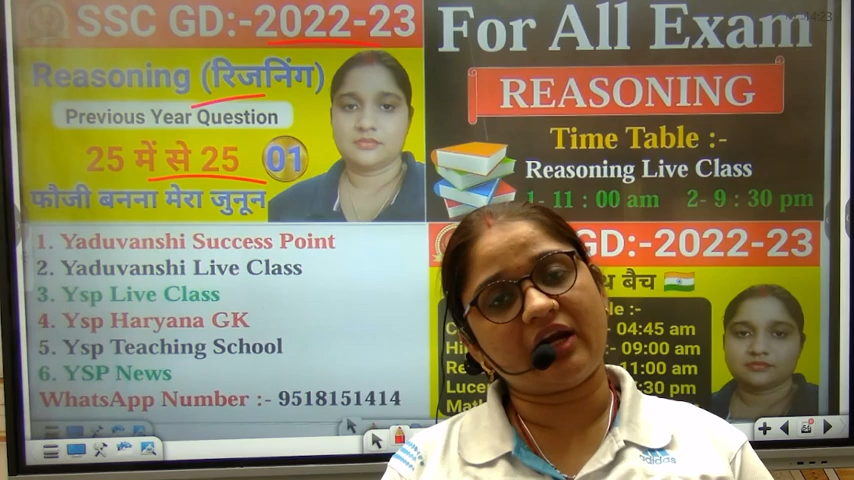 SSC GD:-2022-23
Reasoning (रिजनिंग)
Previous Year Question
25 में से 25 01
फौजी बनना मेरा जुनून
For All Exam
REASONING
Time Table :-
Reasoning Live Class
1- 11 : 00 am 2- 9 : 30 pm
1. Yaduvanshi Success Point
2. Yaduvanshi Live Class
3. Ysp Live Class
4. Ysp Haryana GK
5. Ysp Teaching School
6. YSP News
WhatsApp Number :- 9518151414
GD:-2022-23
बैच
:- 04:45 am
:- 09:00 am
11:00 am
:30 pm
adidas